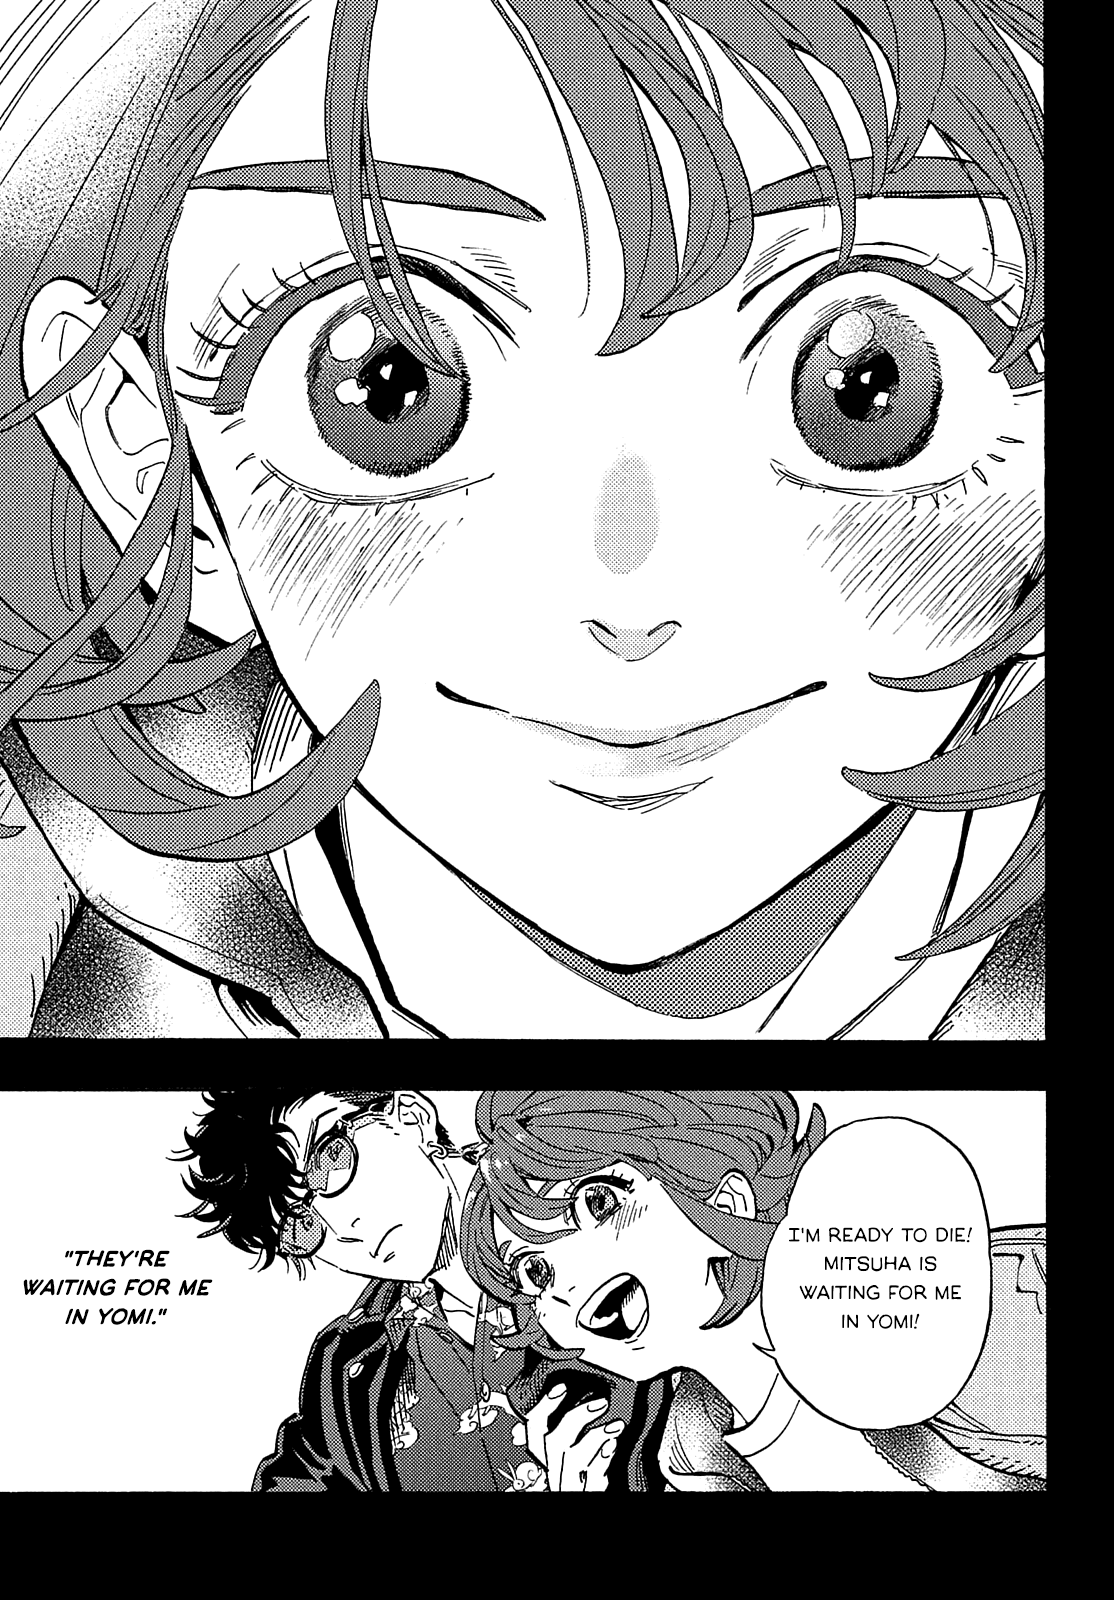 I'M READY TO DIE!
MITSUHA IS
WAITING FOR ME
IN YOMI!
"THEY'RE
WAITING FOR ME
IN YOMI."